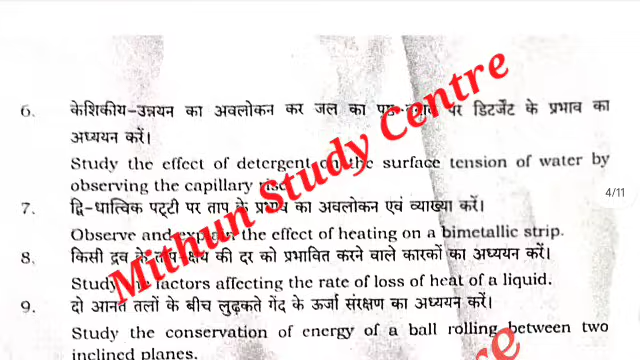 6. केशिकीय-उन्नयन का अवलोकन कर जल का पृष्ठ-तनाव पर डिटर्जेंट के प्रभाव का
अध्ययन करें।
Study the effect of detergent on the surface tension of water by
observing the capillary rise
7. द्वि-धात्विक पट्टी पर ताप के प्रभाव का अवलोकन एवं व्याख्या करें।
Observe and explain the effect of heating on a bimetallic strip.
8. किसी द्रव के ताप-क्षय की दर को प्रभावित करने वाले कारकों का अध्ययन करें।
Study the factors affecting the rate of loss of heat of a liquid.
9. दो आनत तलों के बीच लुढ़कते गेंद के ऊर्जा संरक्षण का अध्ययन करें।
Study the conservation of energy of a ball rolling between two
inclined planes.
4/11
Mithun Study Centre